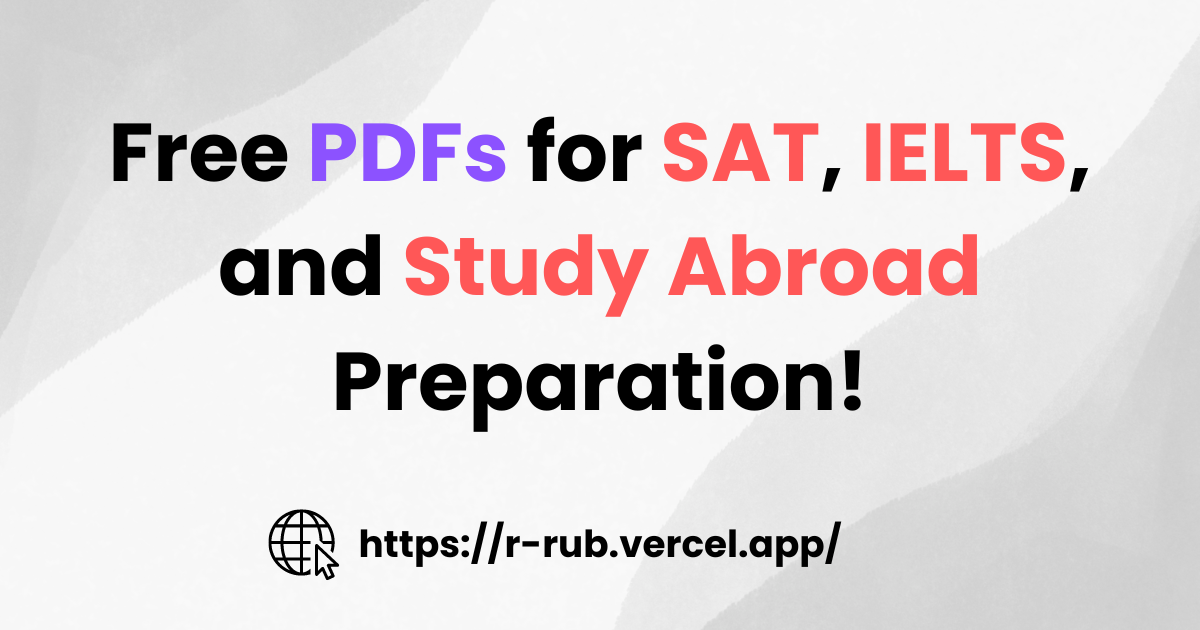 Free PDFs for SAT, IELTS,
and Study Abroad
Preparation!
https://r-rub.vercel.app/